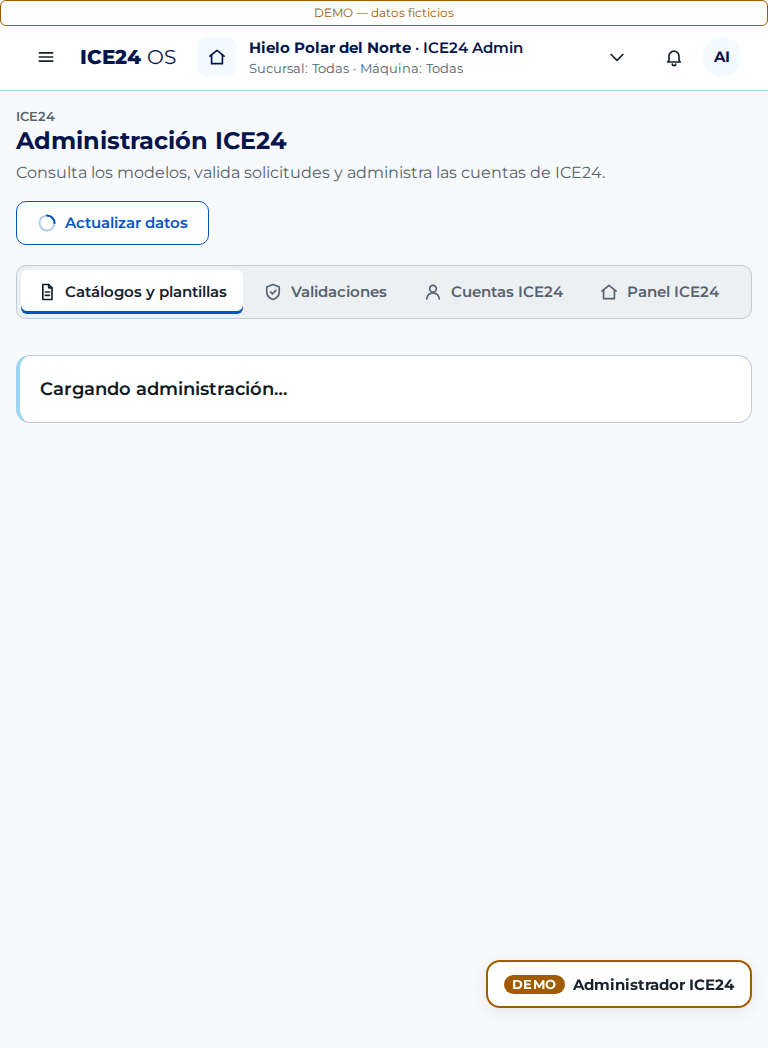 DEMO — datos ficticios
ICE24 OS
Hielo Polar del Norte · ICE24 Admin
Sucursal: Todas · Máquina: Todas
AI
ICE24
Administración ICE24
Consulta los modelos, valida solicitudes y administra las cuentas de ICE24.
Actualizar datos
Catálogos y plantillas
Validaciones
Cuentas ICE24
Panel ICE24
Cargando administración...
DEMO Administrador ICE24